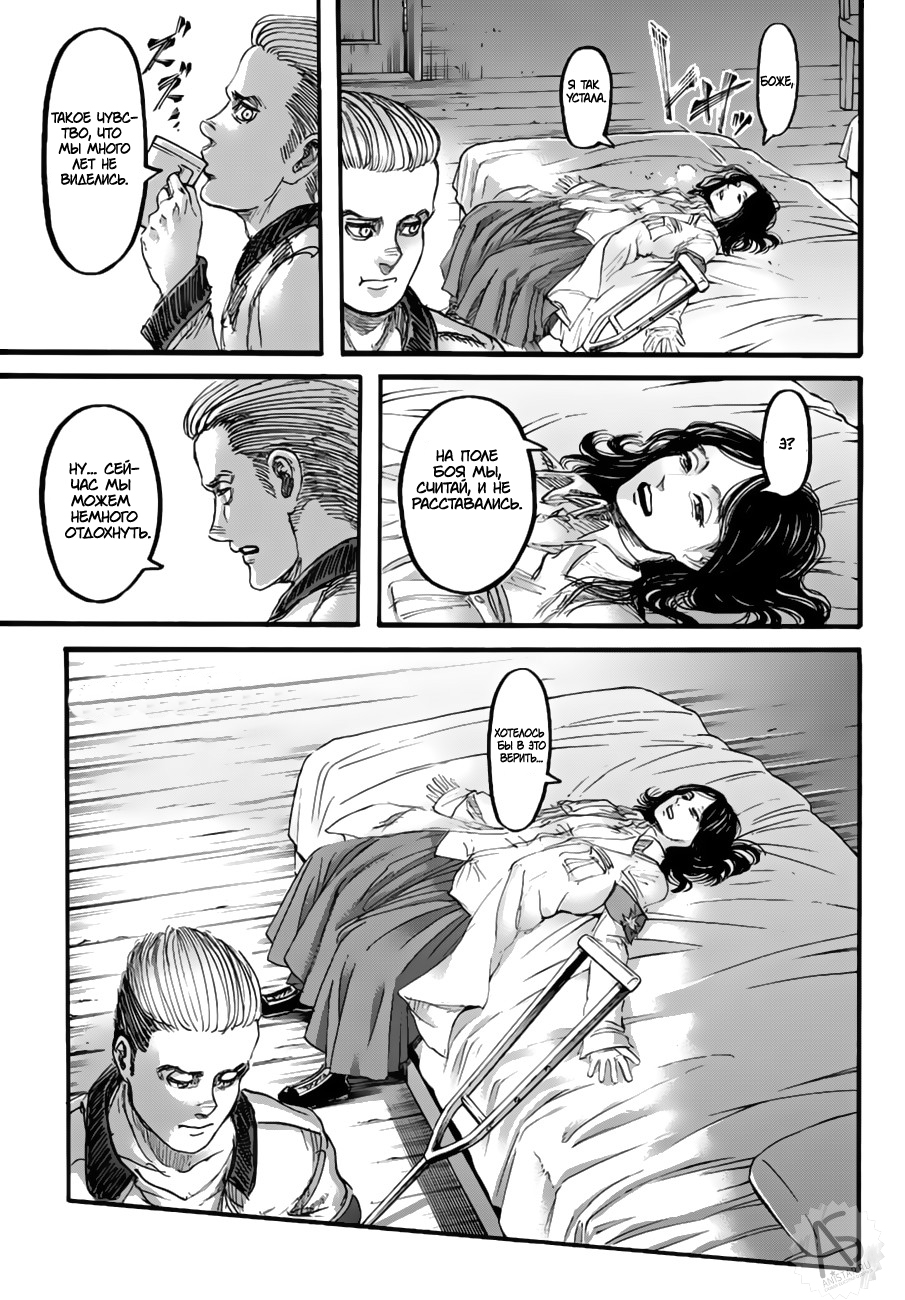 БОЖЕ,
Я ТАК
УСТАЛА.
ТАКОЕ ЧУВС-
ТВО, ЧТО
МЫ МНОГО
ЛЕТ НЕ
ВИДЕЛИСЬ.
Э?
НА ПОЛЕ
БОЯ МЫ,
СЧИТАЙ, И НЕ
РАССТАВАЛИСЬ.
НУ... СЕЙ-
ЧАС МЫ
МОЖЕМ
НЕМНОГО
ОТДОХНУТЬ.
ХОТЕЛОСЬ
БЫ В ЭТО
ВЕРИТЬ...